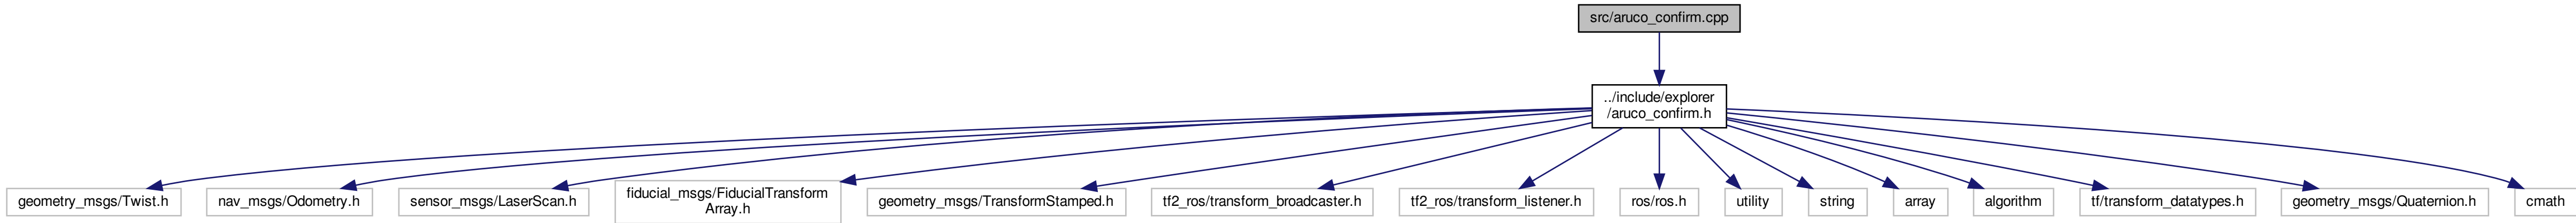 src/aruco_confirm.cpp
../include/explorer
/aruco_confirm.h
geometry_msgs/Twist.h
nav_msgs/Odometry.h
sensor_msgs/LaserScan.h
fiducial_msgs/FiducialTransform
Array.h
geometry_msgs/TransformStamped.h
tf2_ros/transform_broadcaster.h
tf2_ros/transform_listener.h
ros/ros.h
utility
string
array
algorithm
tf/transform_datatypes.h
geometry_msgs/Quaternion.h
cmath